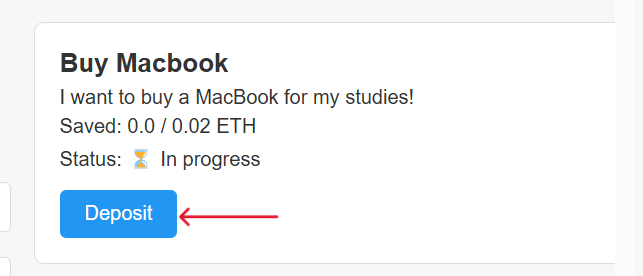 Buy Macbook
I want to buy a MacBook for my studies!
Saved: 0.0 / 0.02 ETH
Status: ⏳ In progress
Deposit